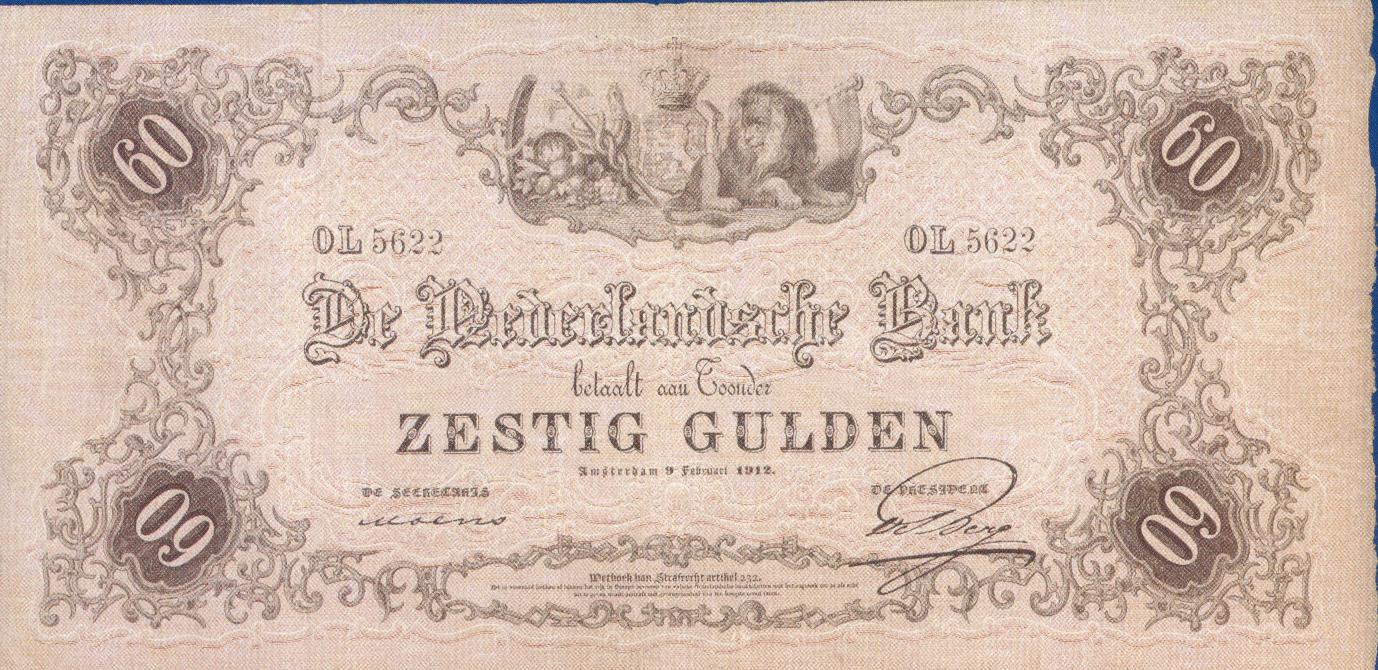 60 60
OL 5622 OL 5622
De Nederlandsche Bank
betaalt aan Toonder
ZESTIG GULDEN
Amsterdam 9 Februari 1912.
DE SECRETARIS DE PRESIDENT
Wetboek van Strafrecht artikel 232.
60 60